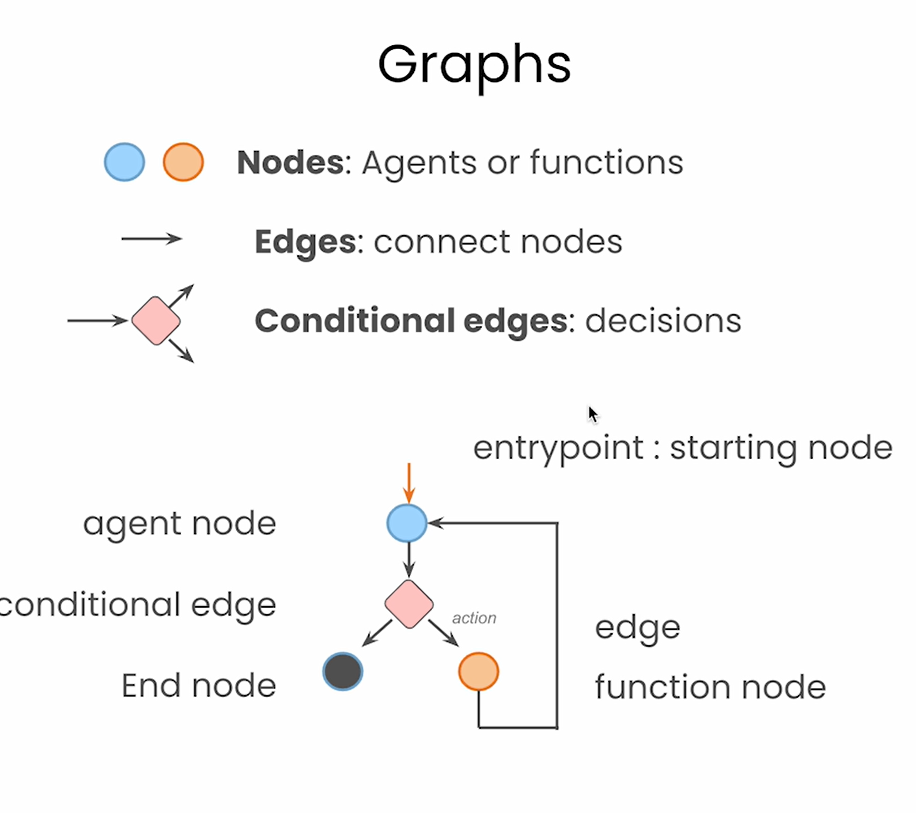 Graphs
Nodes: Agents or functions
Edges: connect nodes
Conditional edges: decisions
entrypoint : starting node
agent node
conditional edge
action
edge
End node
function node